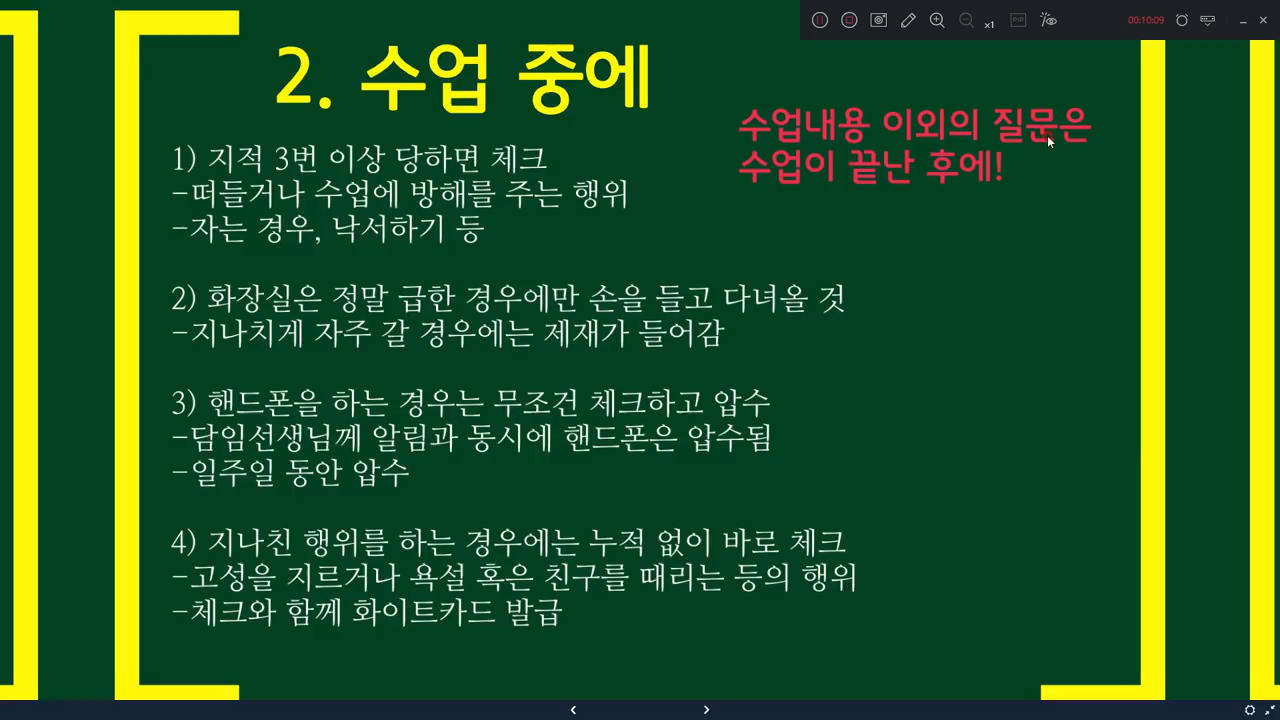 x1
PIP
00:10:09
2. 수업 중에
수업내용 이외의 질문은
수업이 끝난 후에!
1) 지적 3번 이상 당하면 체크
-떠들거나 수업에 방해를 주는 행위
-자는 경우, 낙서하기 등
2) 화장실은 정말 급한 경우에만 손을 들고 다녀올 것
-지나치게 자주 갈 경우에는 제재가 들어감
3) 핸드폰을 하는 경우는 무조건 체크하고 압수
-담임선생님께 알림과 동시에 핸드폰은 압수됨
-일주일 동안 압수
4) 지나친 행위를 하는 경우에는 누적 없이 바로 체크
-고성을 지르거나 욕설 혹은 친구를 때리는 등의 행위
-체크와 함께 화이트카드 발급